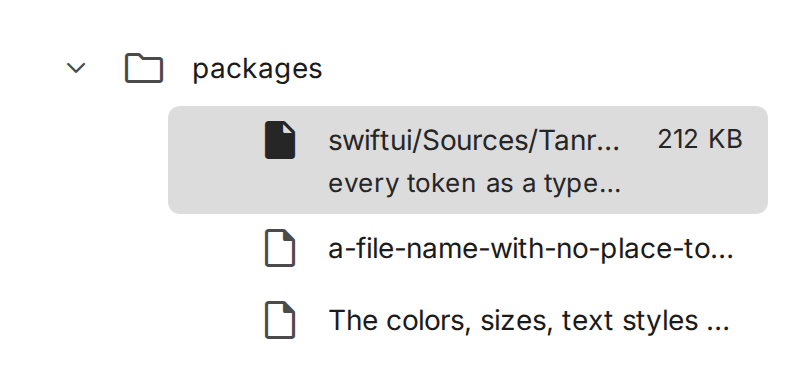 packages
swiftui/Sources/Tanr... 212 KB
every token as a type...
a-file-name-with-no-place-to...
The colors, sizes, text styles ...